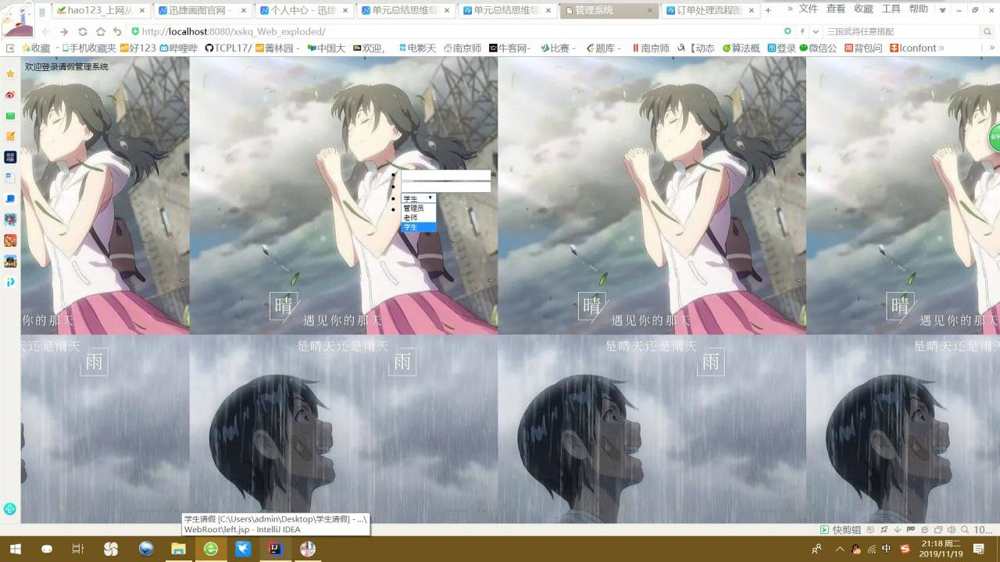 hao123_上网从
迅捷画图官网 -
个人中心 - 迅捷
单元总结思维导
单元总结思维导
管理系统
订单处理流程图
文件 查看 收藏 工具 帮助
http://localhost:8080/xskq_Web_exploded/
三国武将任意搭配
收藏
手机收藏夹
好123
哔哩哔哩
TCPL17/
菁林园 -
中国大
欢迎,
电影天
南京师
牛客网-
比赛 -
题库 -
南京师
【动态
算法概
登录
微信公
背包问
Iconfont
欢迎登录请假管理系统
学生
管理员
老师
学生
69
晴
晴
晴
你的那天
遇见你的那天
遇见你的那天
遇见你的那天
天还是雨天
是晴天还是雨天
是晴天还是雨天
是晴天还是雨天
雨
雨
雨
学生请假 [C:\Users\admin\Desktop\学生请假] - ...\
WebRoot\left.jsp - IntelliJ IDEA
快剪辑
10...
中
21:18 周二
2019/11/19